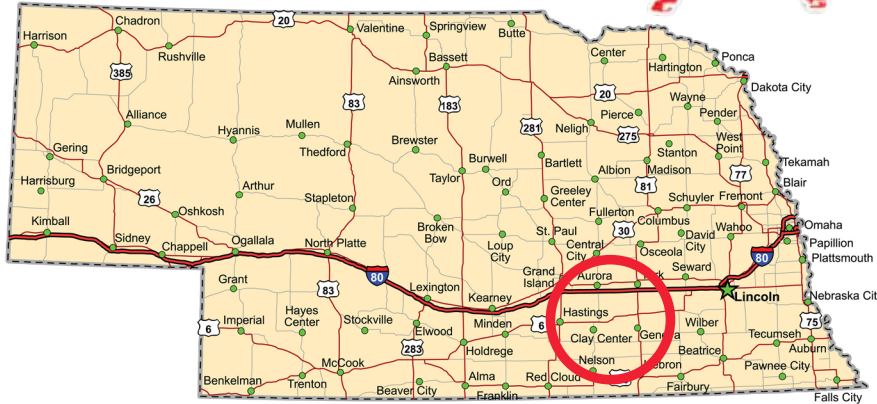 Chadron
20
Valentine
Springview
Butte
Harrison
Rushville
Bassett
Center
Ponca
Hartington
385
Ainsworth
Dakota City
83
183
20
Wayne
Alliance
281
Pierce
Pender
Hyannis
Mullen
Neligh
275
Gering
Thedford
Brewster
Stanton
West
Point
Bridgeport
Burwell
Bartlett
Madison
Tekamah
Harrisburg
Taylor
Albion
77
Arthur
Ord
81
Blair
26
Stapleton
Greeley
Center
Schuyler
Fremont
Oshkosh
Fullerton
Columbus
Kimball
Broken
Bow
St. Paul
30
David
City
Wahoo
Omaha
Sidney
Ogallala
North Platte
Loup
City
Central
City
Osceola
Papillion
Chappell
80
Plattsmouth
80
Grand
Island
Aurora
Seward
Grant
83
Lexington
Kearney
Lincoln
Nebraska Cit
6
Imperial
Hayes
Center
Stockville
Elwood
Minden
6
Hastings
Clay Center
Wilber
75
283
Holdrege
Tecumseh
McCook
Nelson
Beatrice
Auburn
Benkelman
Trenton
Beaver City
Alma
Franklin
Red Cloud
Fairbury
Pawnee City
Falls City